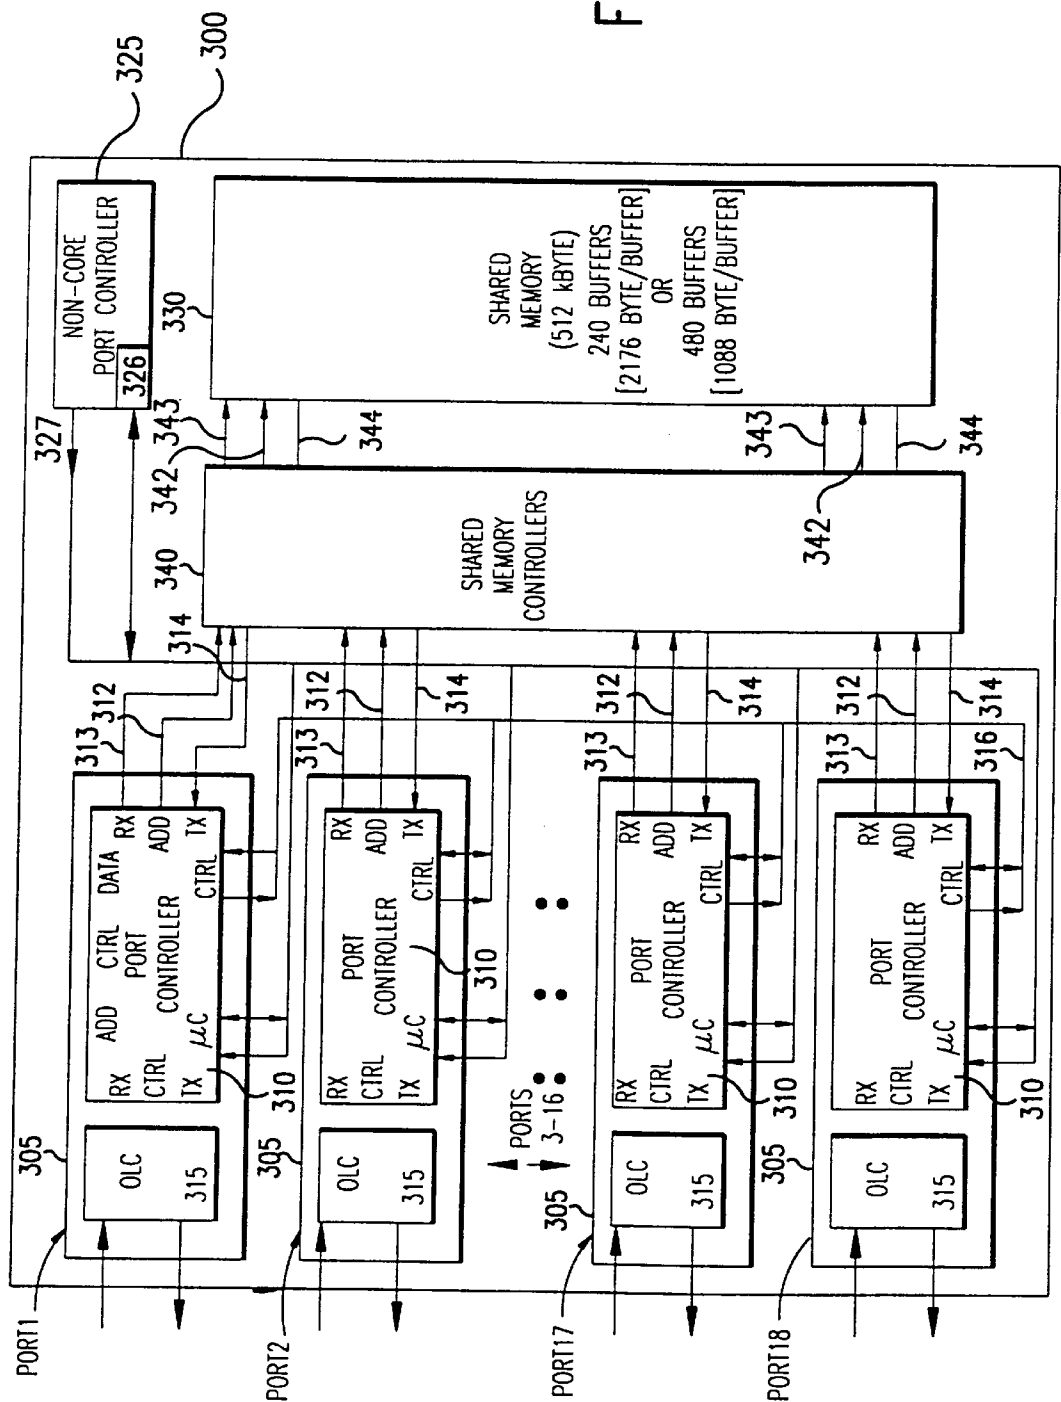 F
300
325
NON-CORE
PORT CONTROLLER
326
327
330
SHARED
MEMORY
(512 kBYTE)
240 BUFFERS
[2176 BYTE/BUFFER]
OR
480 BUFFERS
[1088 BYTE/BUFFER]
343
342
344
343
342
344
340
SHARED
MEMORY
CONTROLLERS
314
312
313
313
312
314
313
312
314
313
312
314
316
PORT1
305
OLC
315
ADD CTRL DATA
PORT
CONTROLLER
RX
CTRL
TX
μC
CTRL
RX
ADD
TX
310
PORT2
305
OLC
315
PORT
CONTROLLER
RX
CTRL
TX
μC
CTRL
RX
ADD
TX
310
PORTS
3-16
PORT17
305
OLC
315
PORT
CONTROLLER
RX
CTRL
TX
μC
CTRL
RX
ADD
TX
310
PORT18
305
OLC
315
PORT
CONTROLLER
RX
CTRL
TX
μC
CTRL
RX
ADD
TX
310